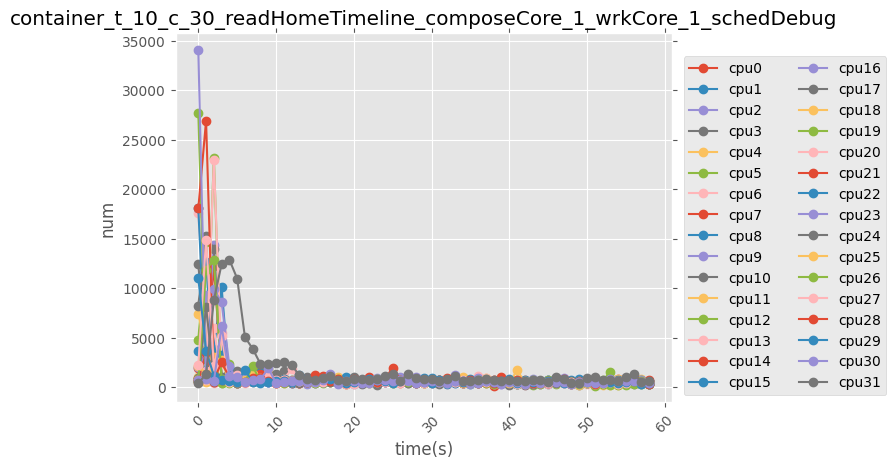 container_t_10_c_30_readHomeTimeline_composeCore_1_wrkCore_1_schedDebug
35000
30000
25000
20000
15000
10000
5000
0
num
0
10
20
30
40
50
60
time(s)
cpu0
cpu1
cpu2
cpu3
cpu4
cpu5
cpu6
cpu7
cpu8
cpu9
cpu10
cpu11
cpu12
cpu13
cpu14
cpu15
cpu16
cpu17
cpu18
cpu19
cpu20
cpu21
cpu22
cpu23
cpu24
cpu25
cpu26
cpu27
cpu28
cpu29
cpu30
cpu31